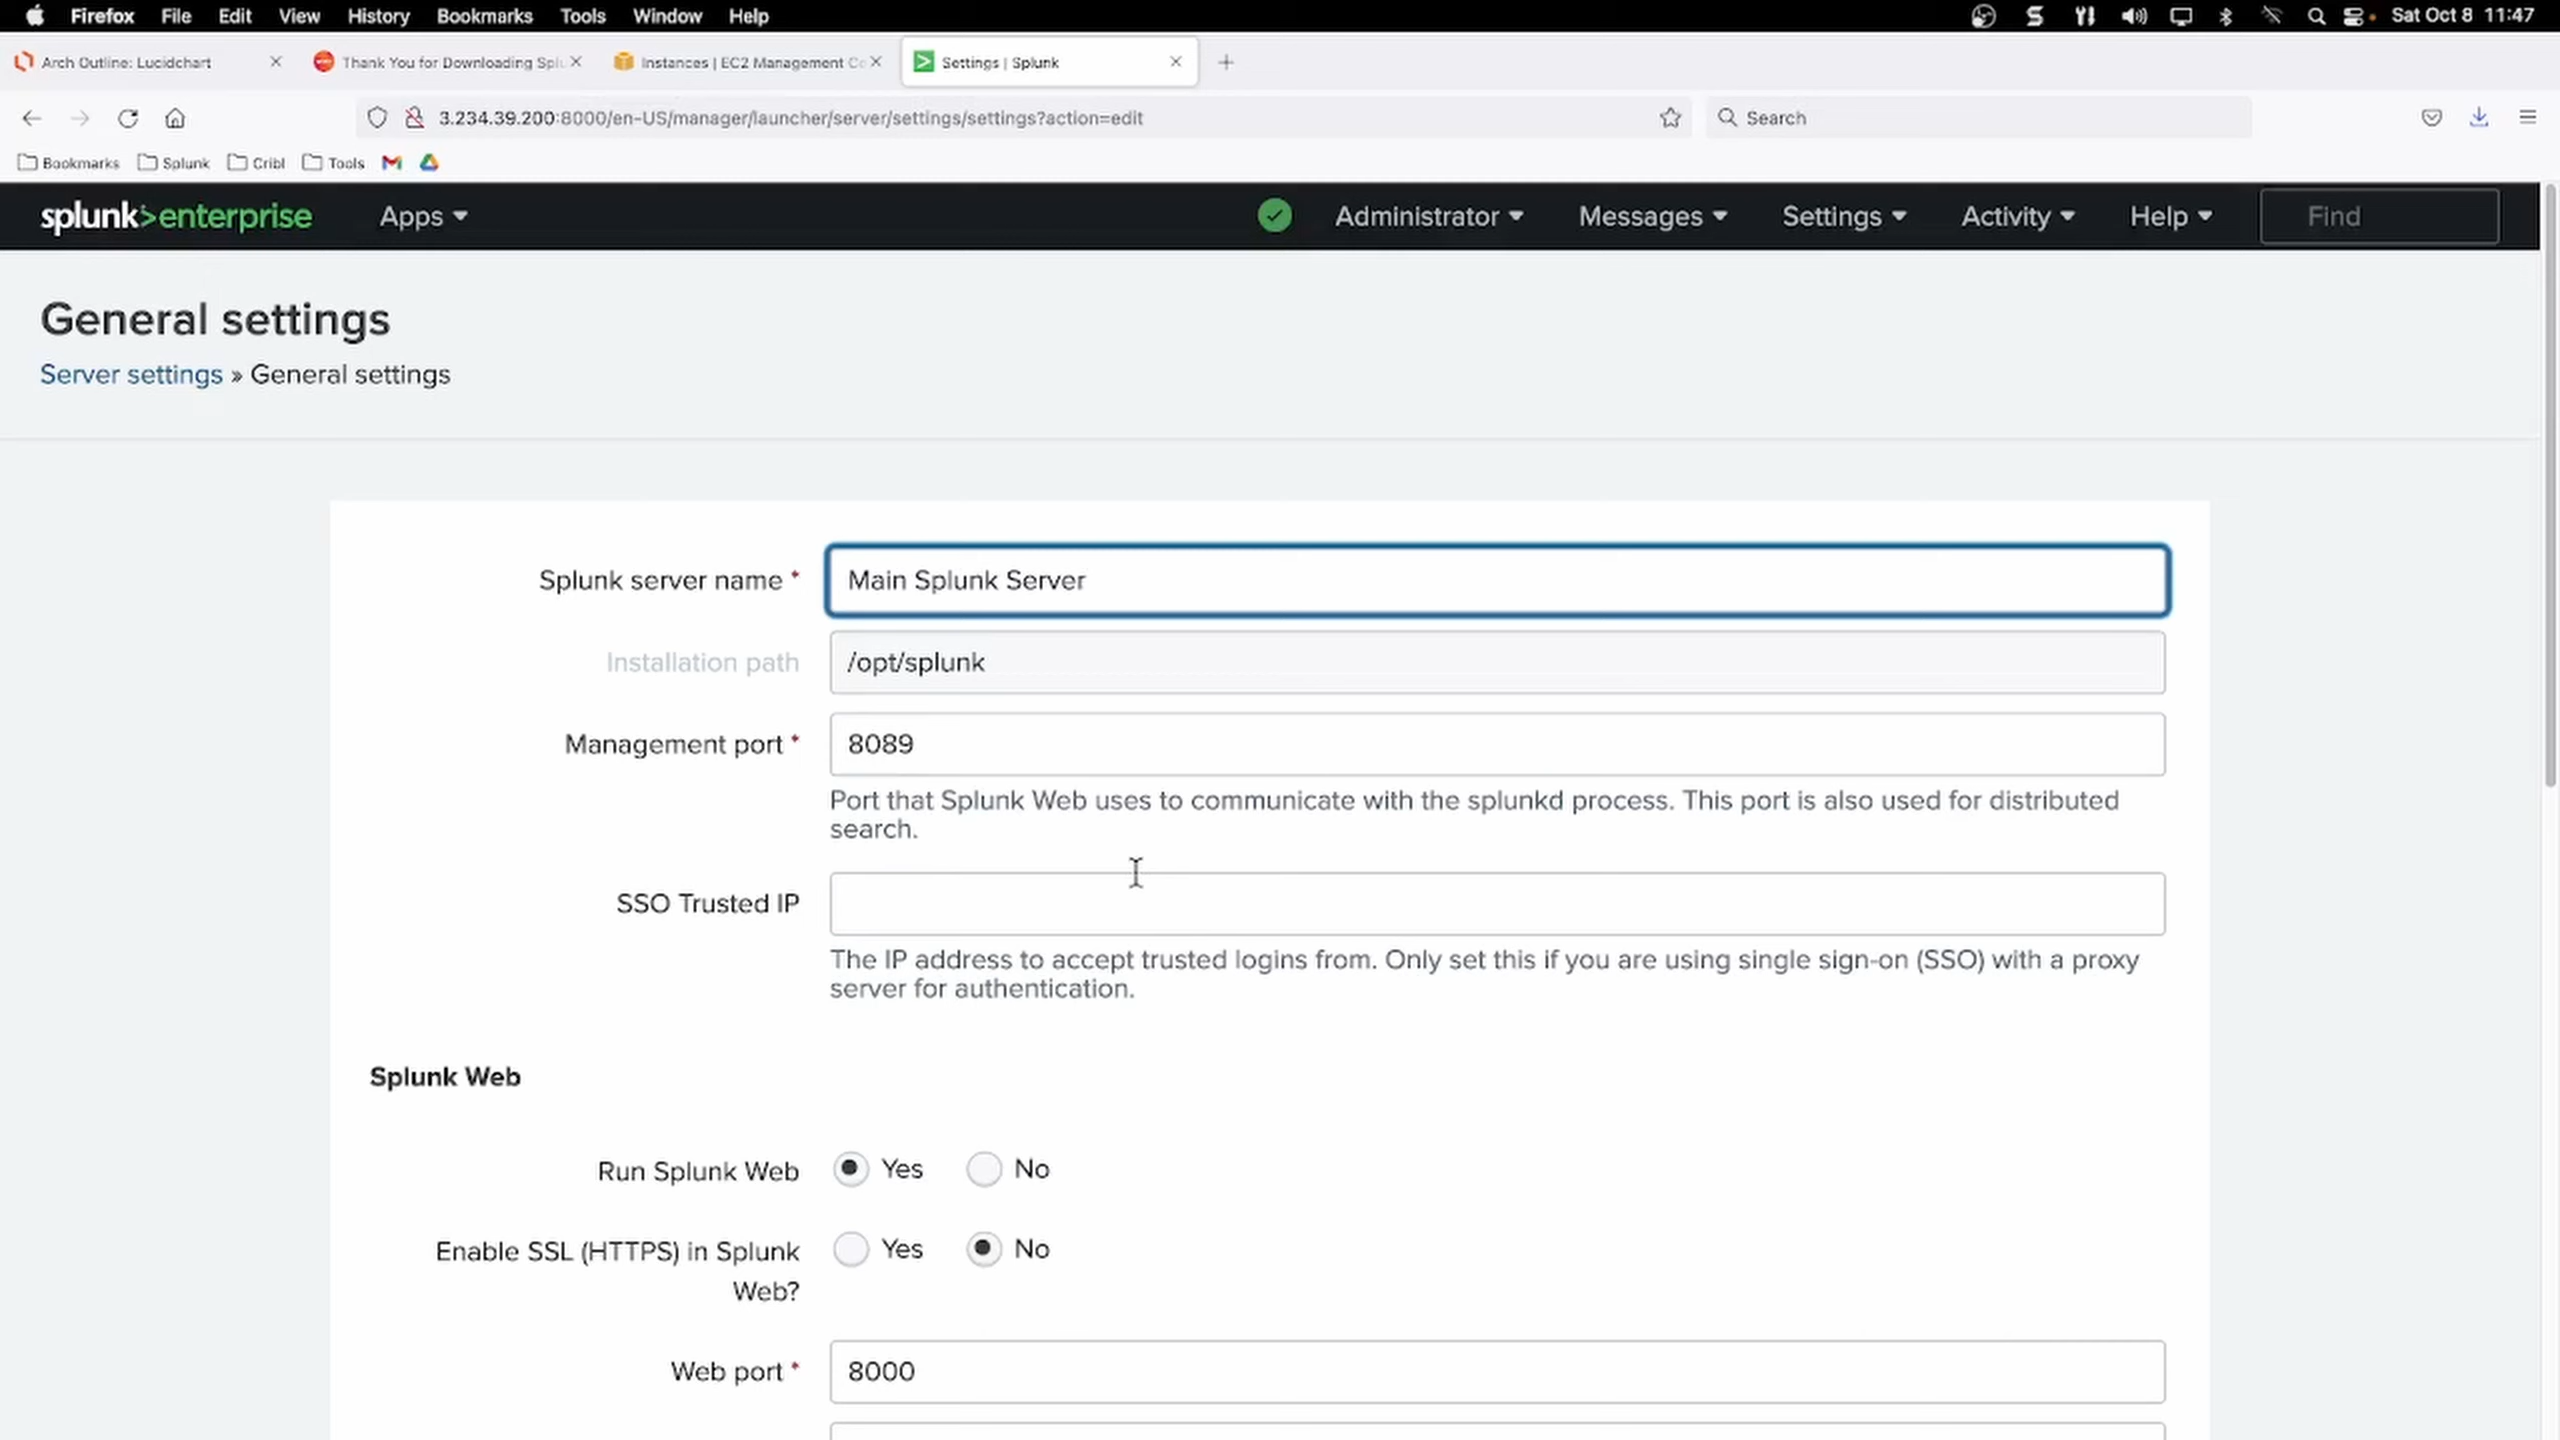 Firefox File Edit View History Bookmarks Tools Window Help Sat Oct 8 11:47
Arch Outline: Lucidchart Thank You for Downloading Splu Instances | EC2 Management Co Settings | Splunk
3.234.39.200:8000/en-US/manager/launcher/server/settings/settings?action=edit Search
Bookmarks Splunk Cribl Tools
splunk>enterprise Apps Administrator Messages Settings Activity Help Find
General settings
Server settings » General settings
Splunk server name * Main Splunk Server
Installation path /opt/splunk
Management port * 8089
Port that Splunk Web uses to communicate with the splunkd process. This port is also used for distributed
search.
SSO Trusted IP
The IP address to accept trusted logins from. Only set this if you are using single sign-on (SSO) with a proxy
server for authentication.
Splunk Web
Run Splunk Web Yes No
Enable SSL (HTTPS) in Splunk Yes No
Web?
Web port * 8000